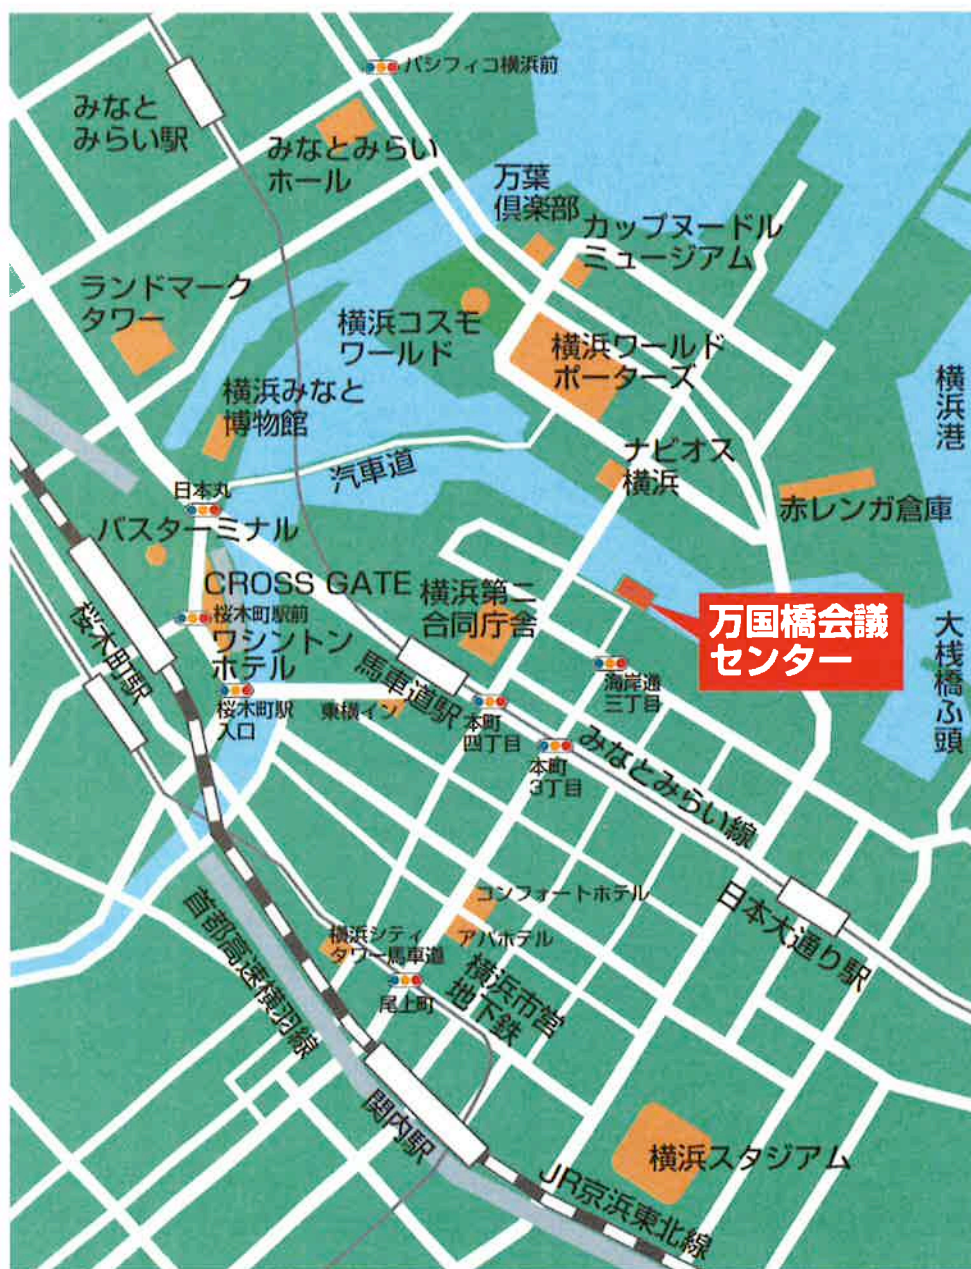 パシフィコ横浜前
みなと
みらい駅
みなとみらい
ホール
万葉
倶楽部
カップヌードル
ミュージアム
ランドマーク
タワー
横浜コスモ
ワールド
横浜ワールド
ポーターズ
横浜港
横浜みなと
博物館
汽車道
ナビオス
横浜
日本丸
赤レンガ倉庫
バスターミナル
CROSS GATE
横浜第二
合同庁舎
桜木町駅前
万国橋会議
センター
桜木町駅
ワシントン
ホテル
大桟橋ふ頭
馬車道駅
海岸通
三丁目
桜木町駅
入口
東横イン
本町
四丁目
本町
3丁目
みなとみらい線
コンフォートホテル
日本大通り駅
首都高速横羽線
横浜シティ
タワー馬車道
アパホテル
横浜市営
地下鉄
尾上町
関内駅
横浜スタジアム
JR京浜東北線